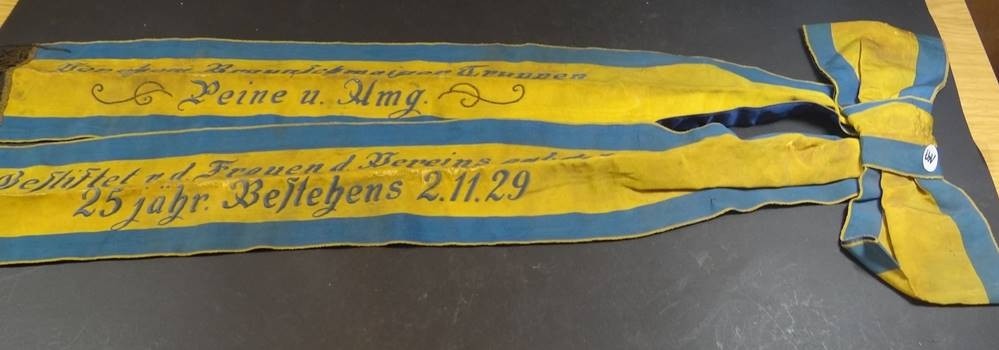 Braunschweiger Truppen
Peine u. Umg.
Gestiftet v. d. Frauen d. Vereins
25 jähr. Bestehens 2.11.29